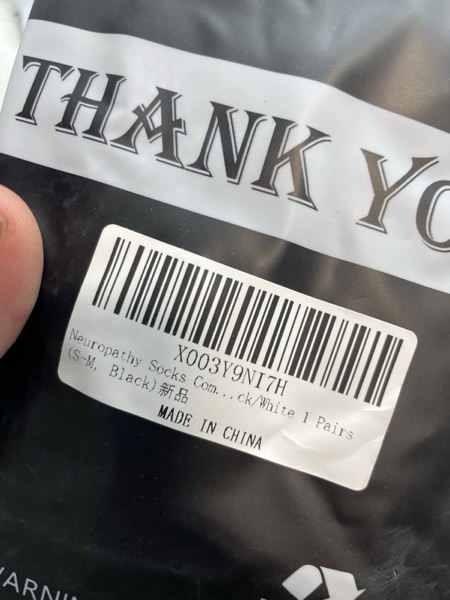 THANK YO
X003Y9NI7H
Neuropathy Socks Com...ck/White 1 Pairs
(S-M, Black)新品
MADE IN CHINA